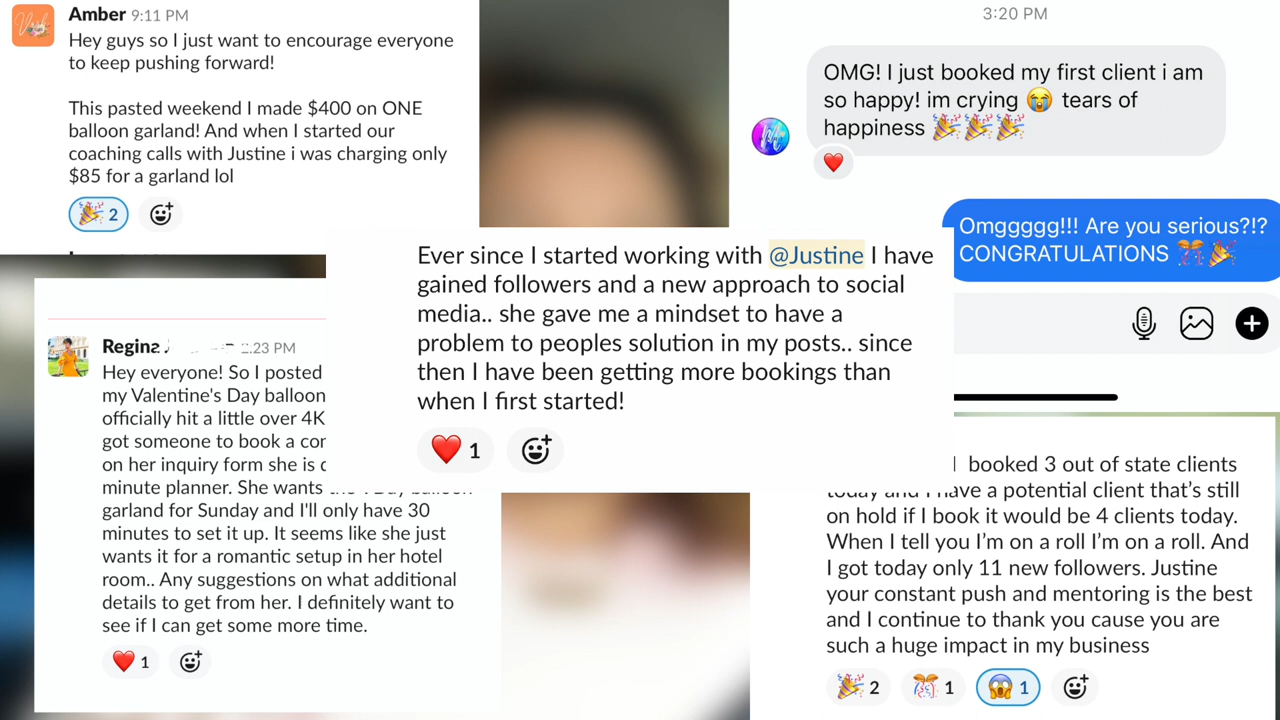 Amber 9:11 PM
Hey guys so I just want to encourage everyone
to keep pushing forward!
This pasted weekend I made $400 on ONE
balloon garland! And when I started our
coaching calls with Justine i was charging only
$85 for a garland lol
🎉 2
3:20 PM
OMG! I just booked my first client i am
so happy! im crying 😭 tears of
happiness 🎉🎉🎉
Omggggg!!! Are you serious?!?
CONGRATULATIONS 🎊🎉
Ever since I started working with @Justine I have
gained followers and a new approach to social
media.. she gave me a mindset to have a
problem to peoples solution in my posts.. since
then I have been getting more bookings than
when I first started!
❤️ 1
Regina :23 PM
Hey everyone! So I posted
my Valentine's Day balloon
officially hit a little over 4K
got someone to book a
on her inquiry form she is
minute planner. She wants
garland for Sunday and I'll only have 30
minutes to set it up. It seems like she just
wants it for a romantic setup in her hotel
room.. Any suggestions on what additional
details to get from her. I definitely want to
see if I can get some more time.
❤️ 1
I booked 3 out of state clients
today and I have a potential client that's still
on hold if I book it would be 4 clients today.
When I tell you I'm on a roll I'm on a roll. And
I got today only 11 new followers. Justine
your constant push and mentoring is the best
and I continue to thank you cause you are
such a huge impact in my business
🎉 2 🎊 1 😱 1